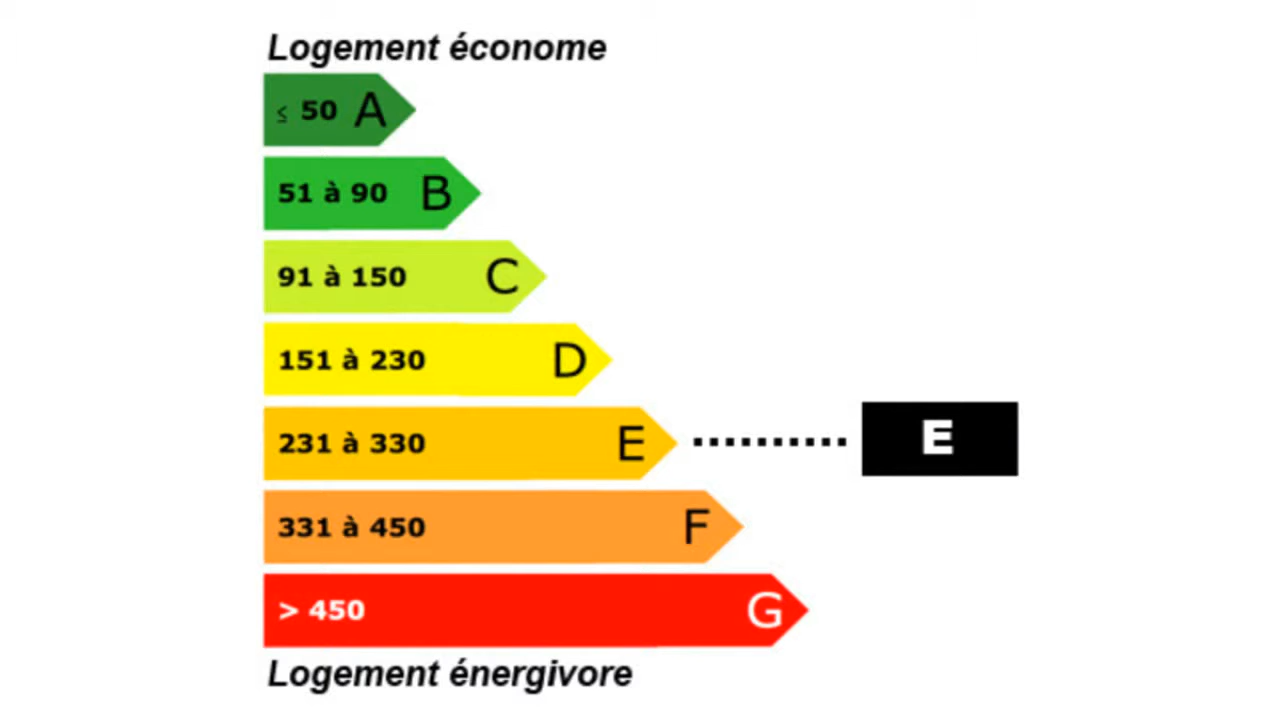 Logement économe
≤ 50 A
51 à 90 B
91 à 150 C
151 à 230 D
231 à 330 E E
331 à 450 F
> 450 G
Logement énergivore